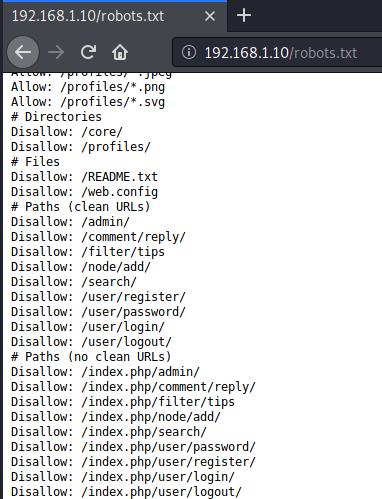 192.168.1.10/robots.txt
192.168.1.10/robots.txt
Allow: /profiles/*.jpeg
Allow: /profiles/*.png
Allow: /profiles/*.svg
# Directories
Disallow: /core/
Disallow: /profiles/
# Files
Disallow: /README.txt
Disallow: /web.config
# Paths (clean URLs)
Disallow: /admin/
Disallow: /comment/reply/
Disallow: /filter/tips
Disallow: /node/add/
Disallow: /search/
Disallow: /user/register/
Disallow: /user/password/
Disallow: /user/login/
Disallow: /user/logout/
# Paths (no clean URLs)
Disallow: /index.php/admin/
Disallow: /index.php/comment/reply/
Disallow: /index.php/filter/tips
Disallow: /index.php/node/add/
Disallow: /index.php/search/
Disallow: /index.php/user/password/
Disallow: /index.php/user/register/
Disallow: /index.php/user/login/
Disallow: /index.php/user/logout/